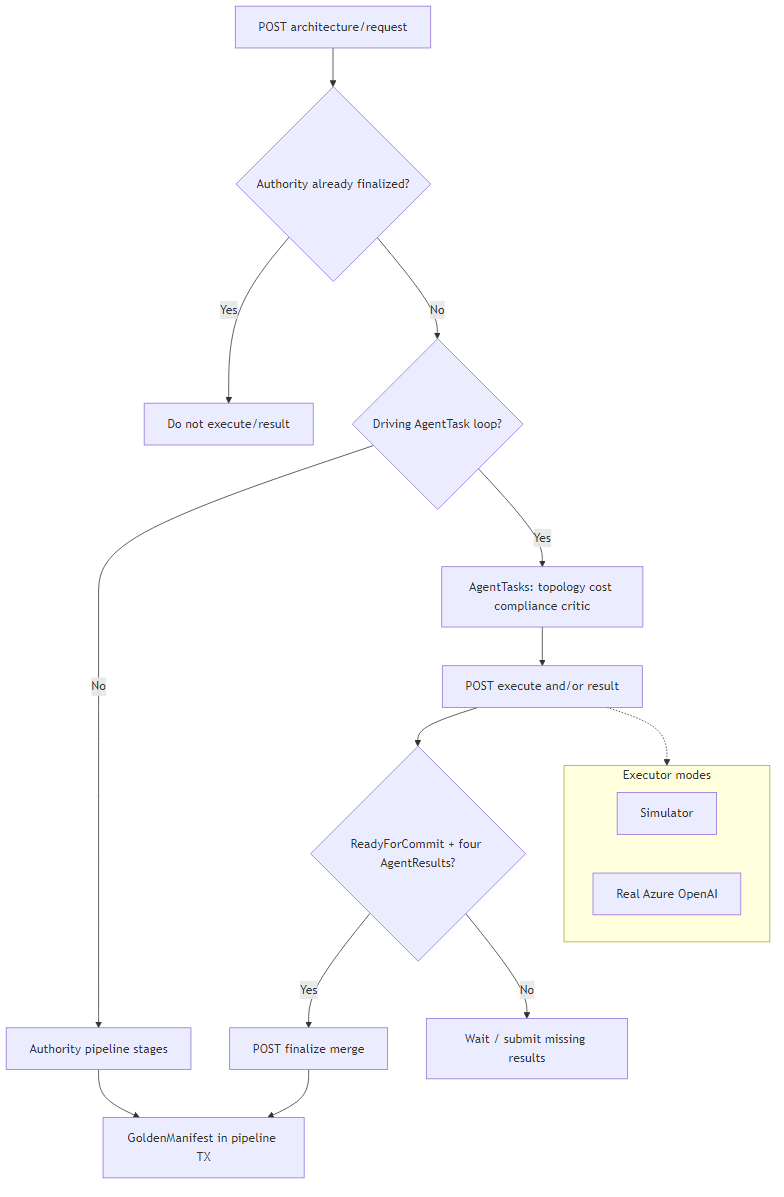 POST architecture/request
Authority already finalized?
Yes
No
Do not execute/result
Driving AgentTask loop?
Yes
AgentTasks: topology cost
compliance critic
No
POST execute and/or result
Executor modes
Simulator
ReadyForCommit + four
AgentResults?
Real Azure OpenAI
Yes
No
Authority pipeline stages
POST finalize merge
Wait / submit missing
results
GoldenManifest in pipeline
TX